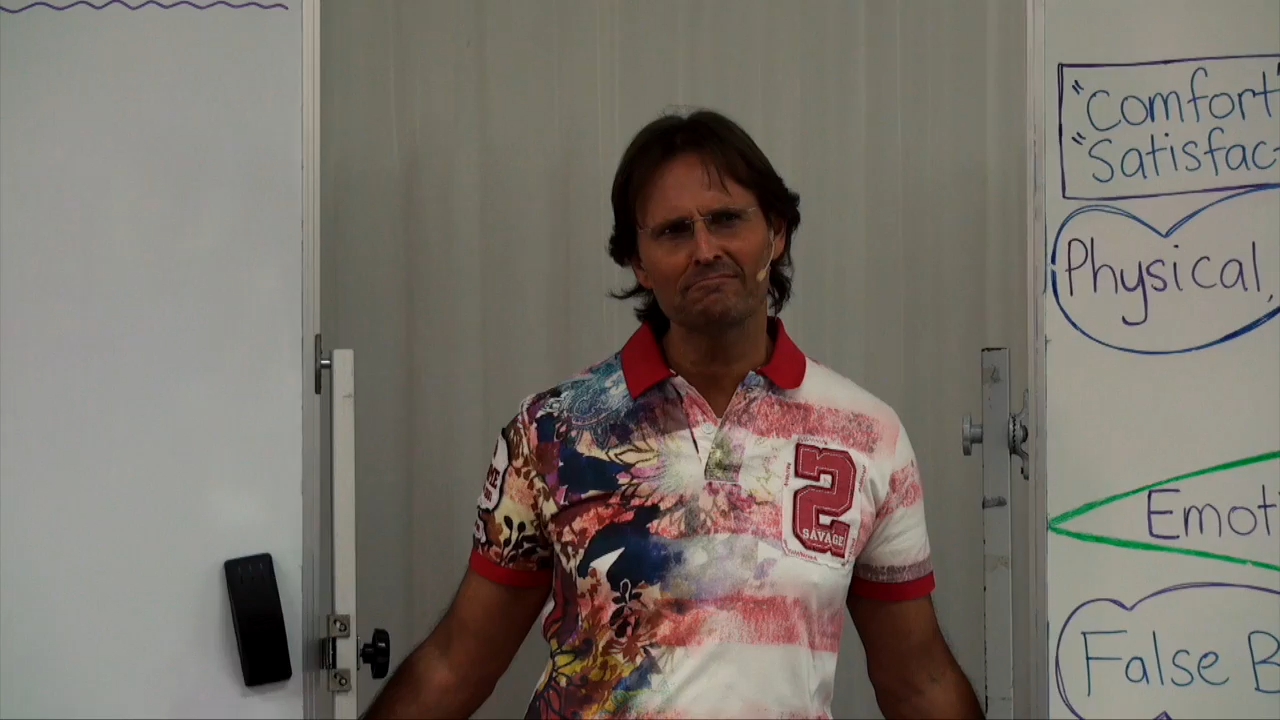 "Comfort"
"Satisfac
Physical,
Emot
False B
2
SAVAGE